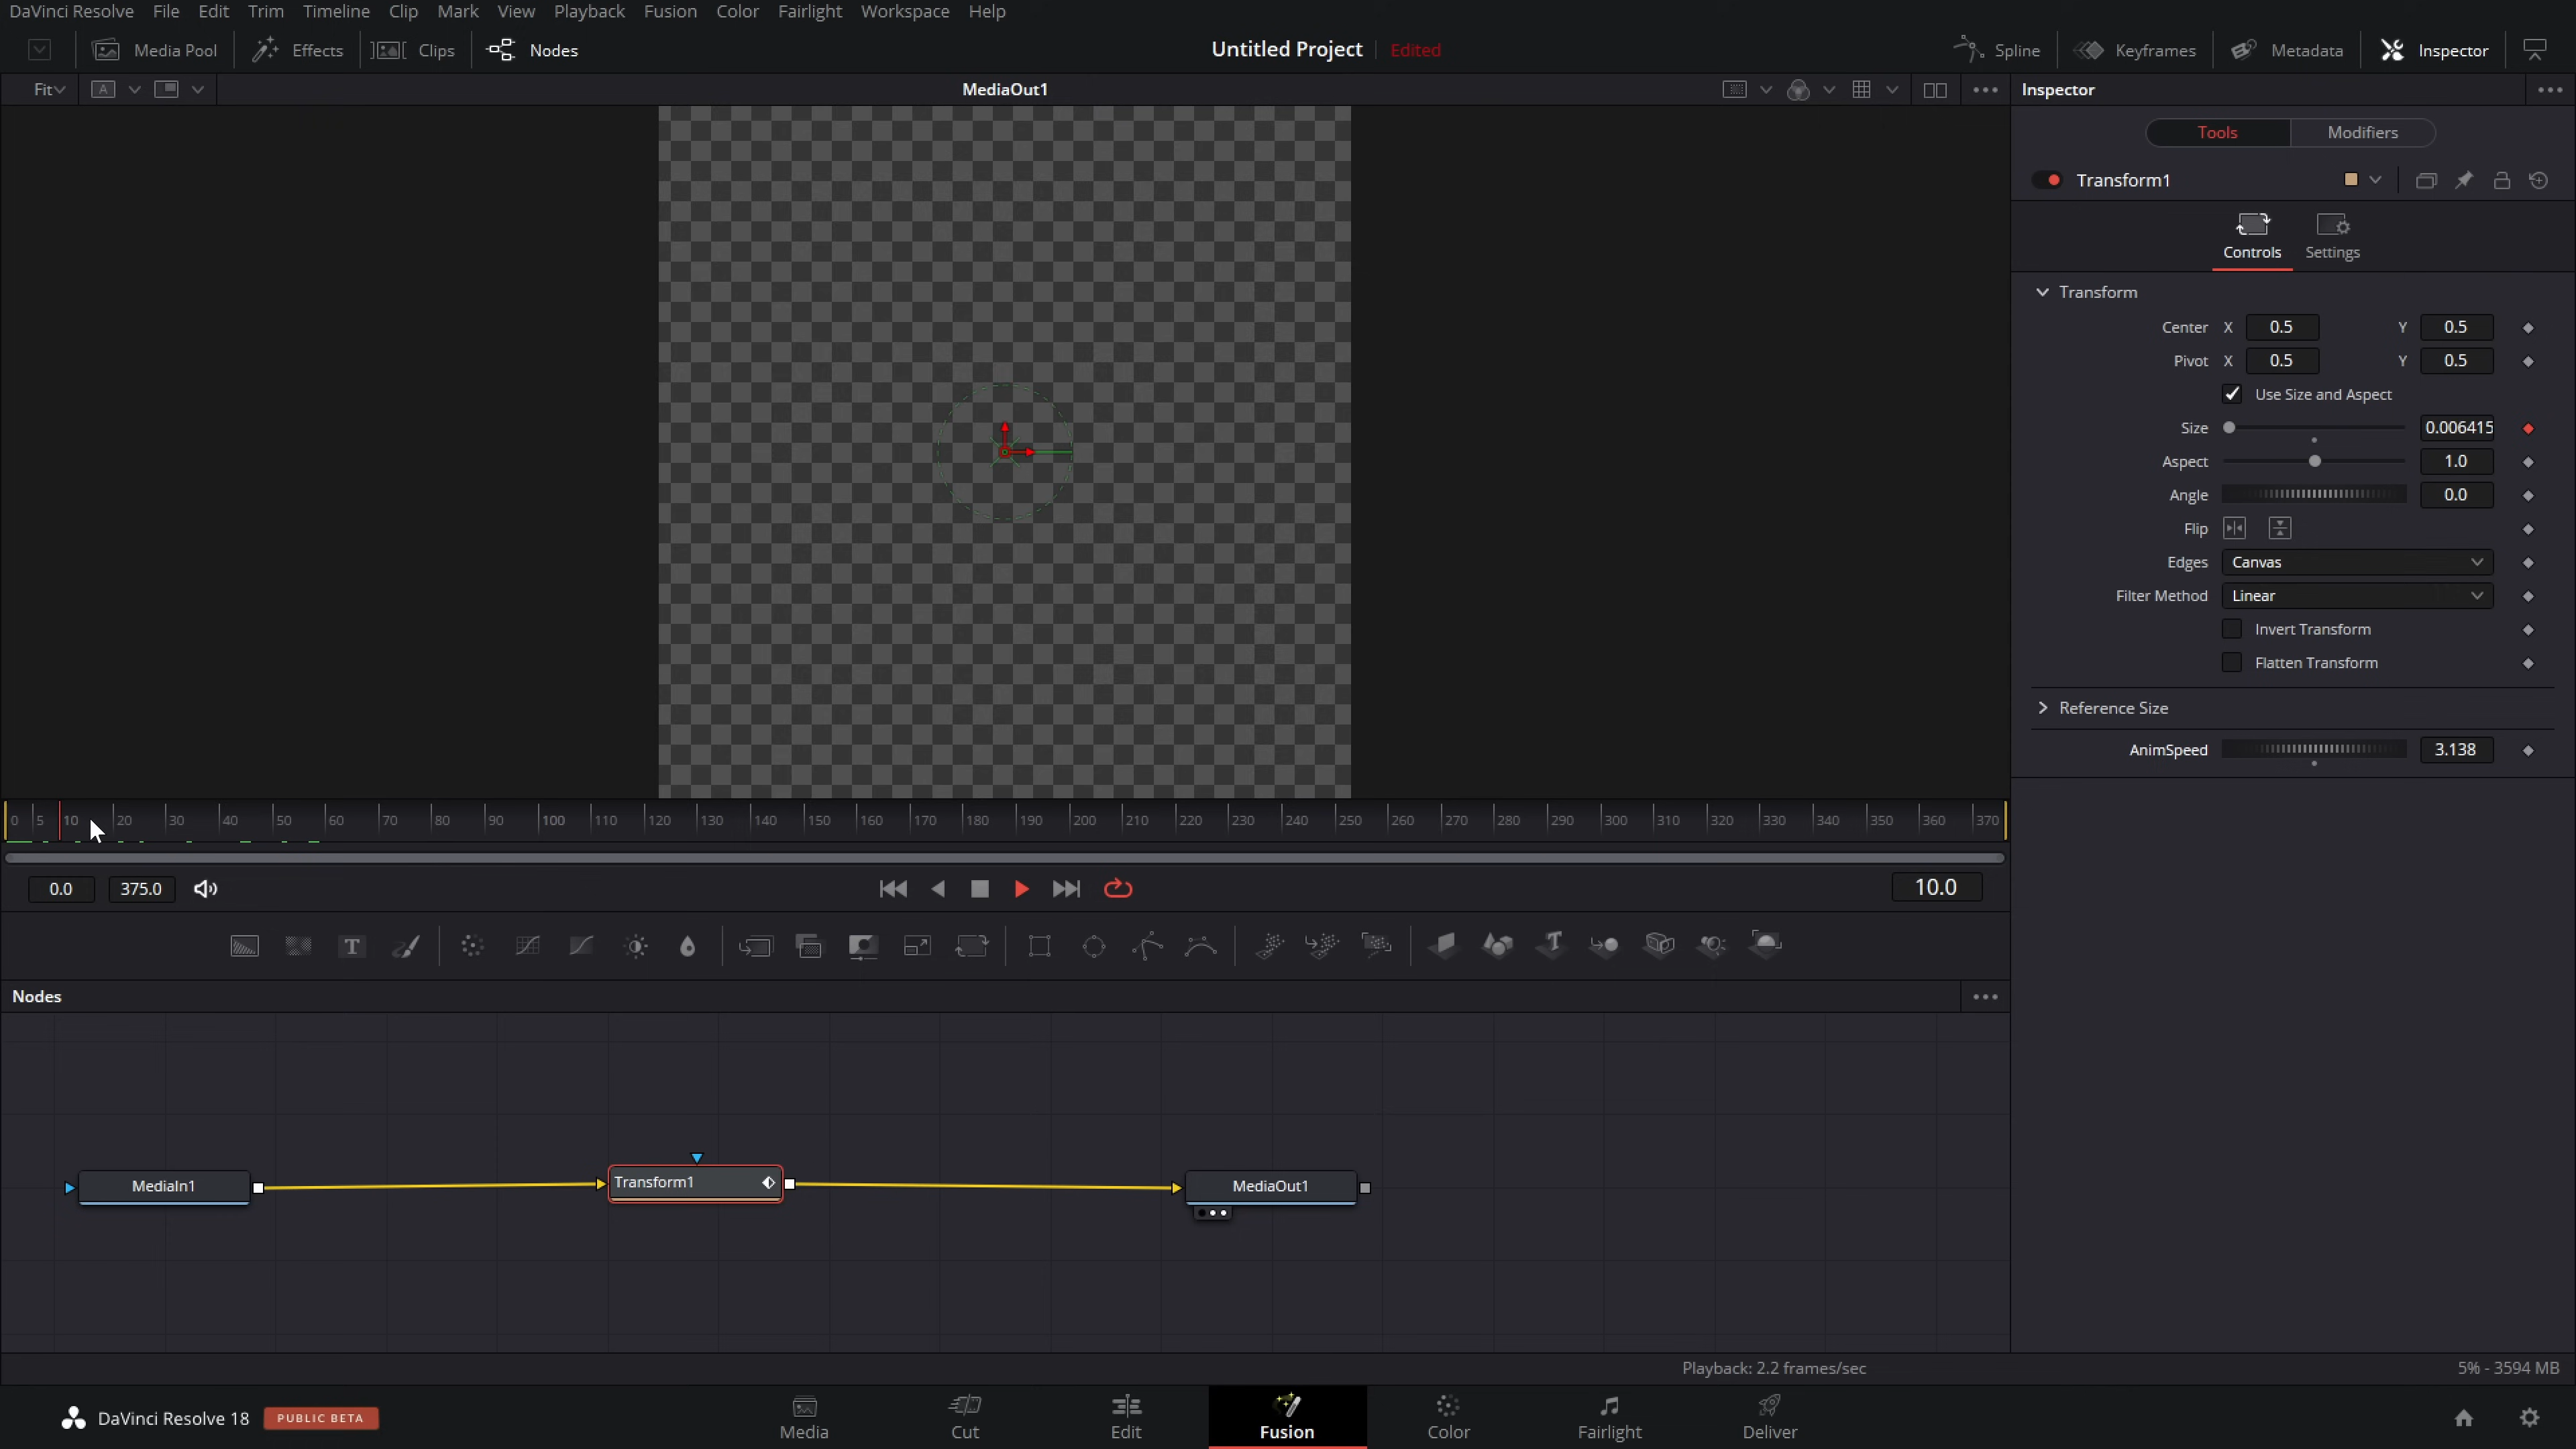 DaVinci Resolve File Edit Trim Timeline Clip Mark View Playback Fusion Color Fairlight Workspace Help
Media Pool Effects Clips Nodes Untitled Project Edited Spline Keyframes Metadata Inspector
Fit A MediaOut1 Inspector
Tools Modifiers
Transform1
Controls Settings
Transform
Center X 0.5 Y 0.5
Pivot X 0.5 Y 0.5
Use Size and Aspect
Size 0.006415
Aspect 1.0
Angle 0.0
Flip
Edges Canvas
Filter Method Linear
Invert Transform
Flatten Transform
Reference Size
AnimSpeed 3.138
0 5 10 20 30 40 50 60 70 80 90 100 110 120 130 140 150 160 170 180 190 200 210 220 230 240 250 260 270 280 290 300 310 320 330 340 350 360 370
0.0 375.0 10.0
T T
Nodes
MediaIn1 Transform1 MediaOut1
Playback: 2.2 frames/sec 5% - 3594 MB
DaVinci Resolve 18 PUBLIC BETA Media Cut Edit Fusion Color Fairlight Deliver